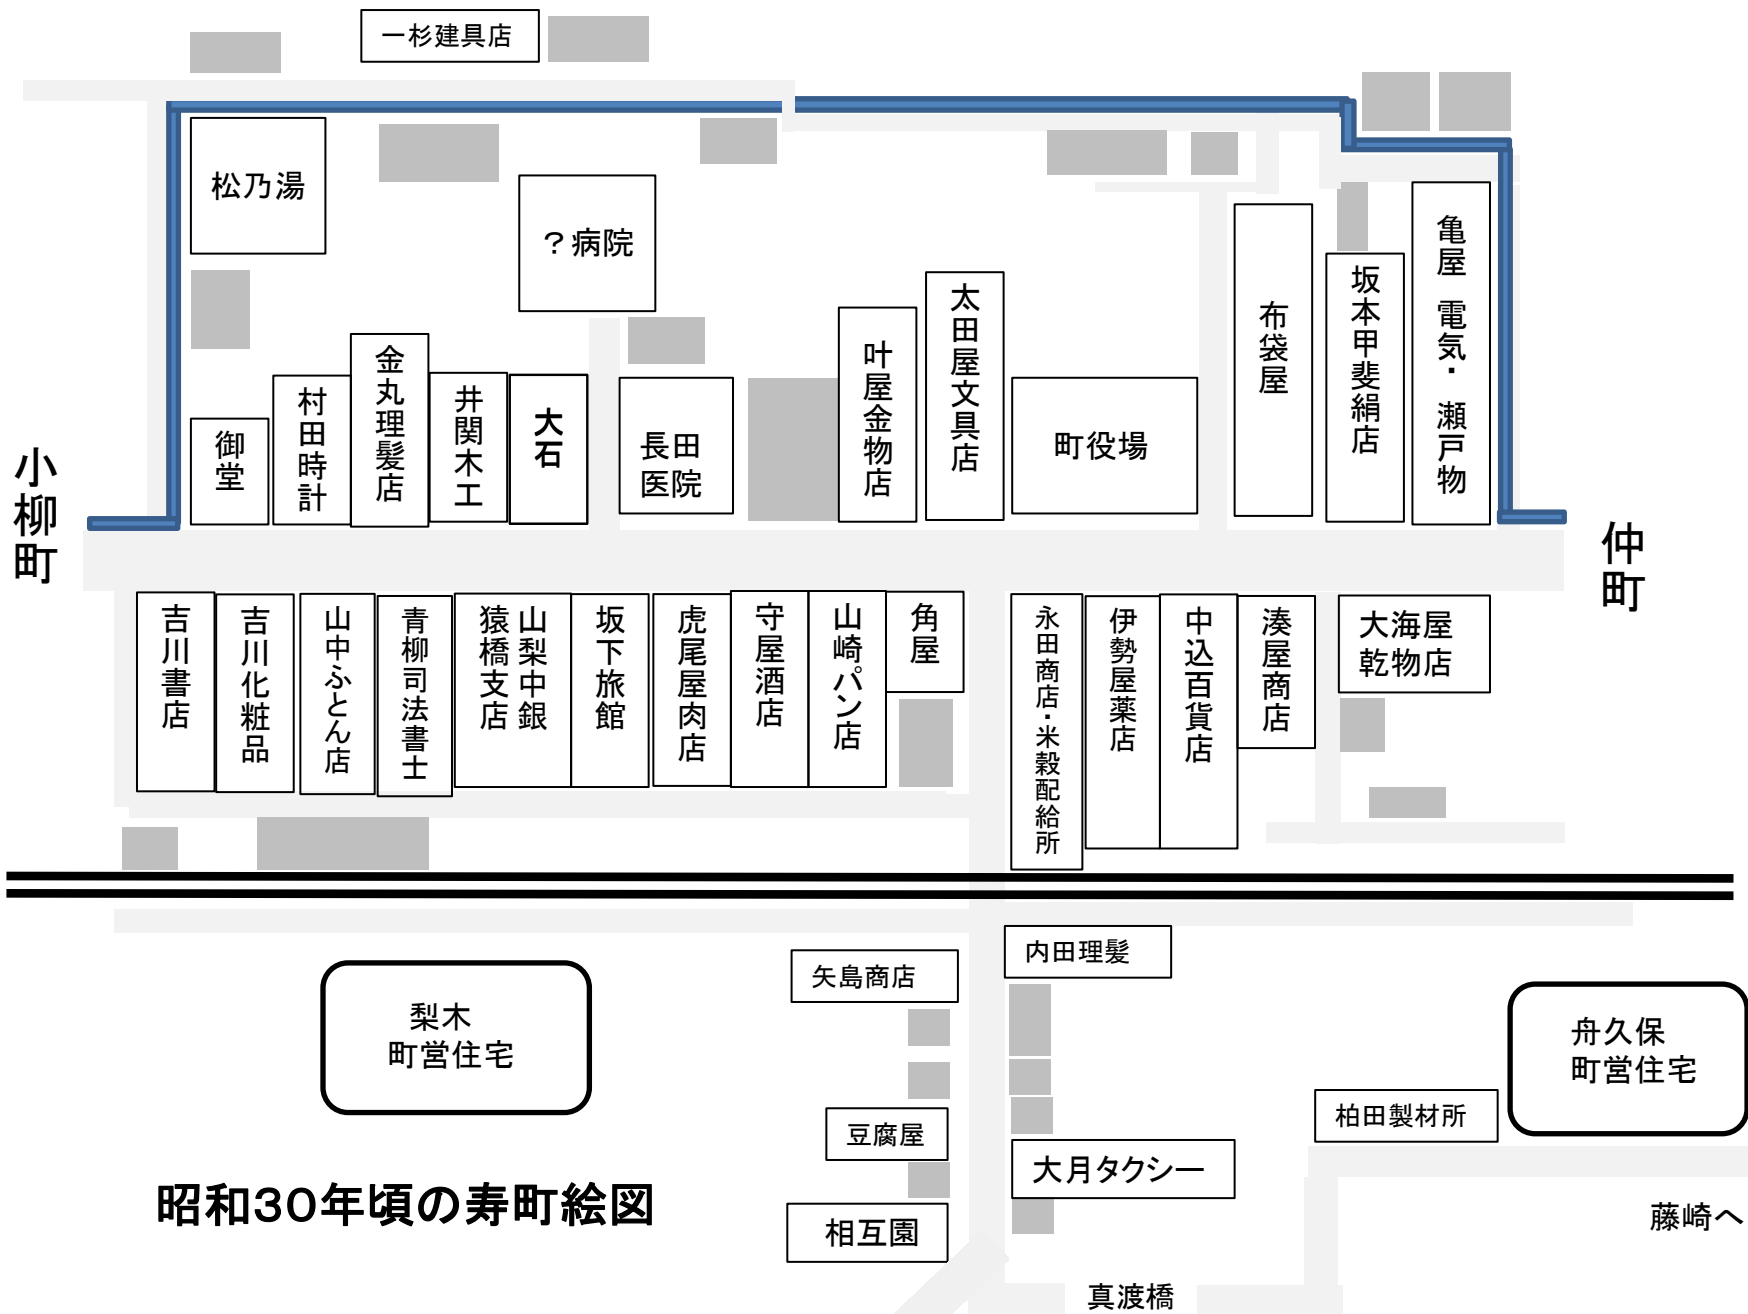 一杉建具店
松乃湯
？病院
御堂
村田時計
金丸理髪店
井関木工
大石
長田
医院
叶屋金物店
太田屋文具店
町役場
布袋屋
坂本甲斐絹店
亀屋 電気・ 瀬戸物
小柳町
仲町
吉川書店
吉川化粧品
山中ふとん店
青柳司法書士
山梨中銀
猿橋支店
坂下旅館
虎尾屋肉店
守屋酒店
山崎パン店
角屋
永田商店・米穀配給所
伊勢屋薬店
中込百貨店
湊屋商店
大海屋
乾物店
梨木
町営住宅
矢島商店
内田理髪
舟久保
町営住宅
豆腐屋
柏田製材所
大月タクシー
昭和30年頃の寿町絵図
相互園
藤崎へ
真渡橋